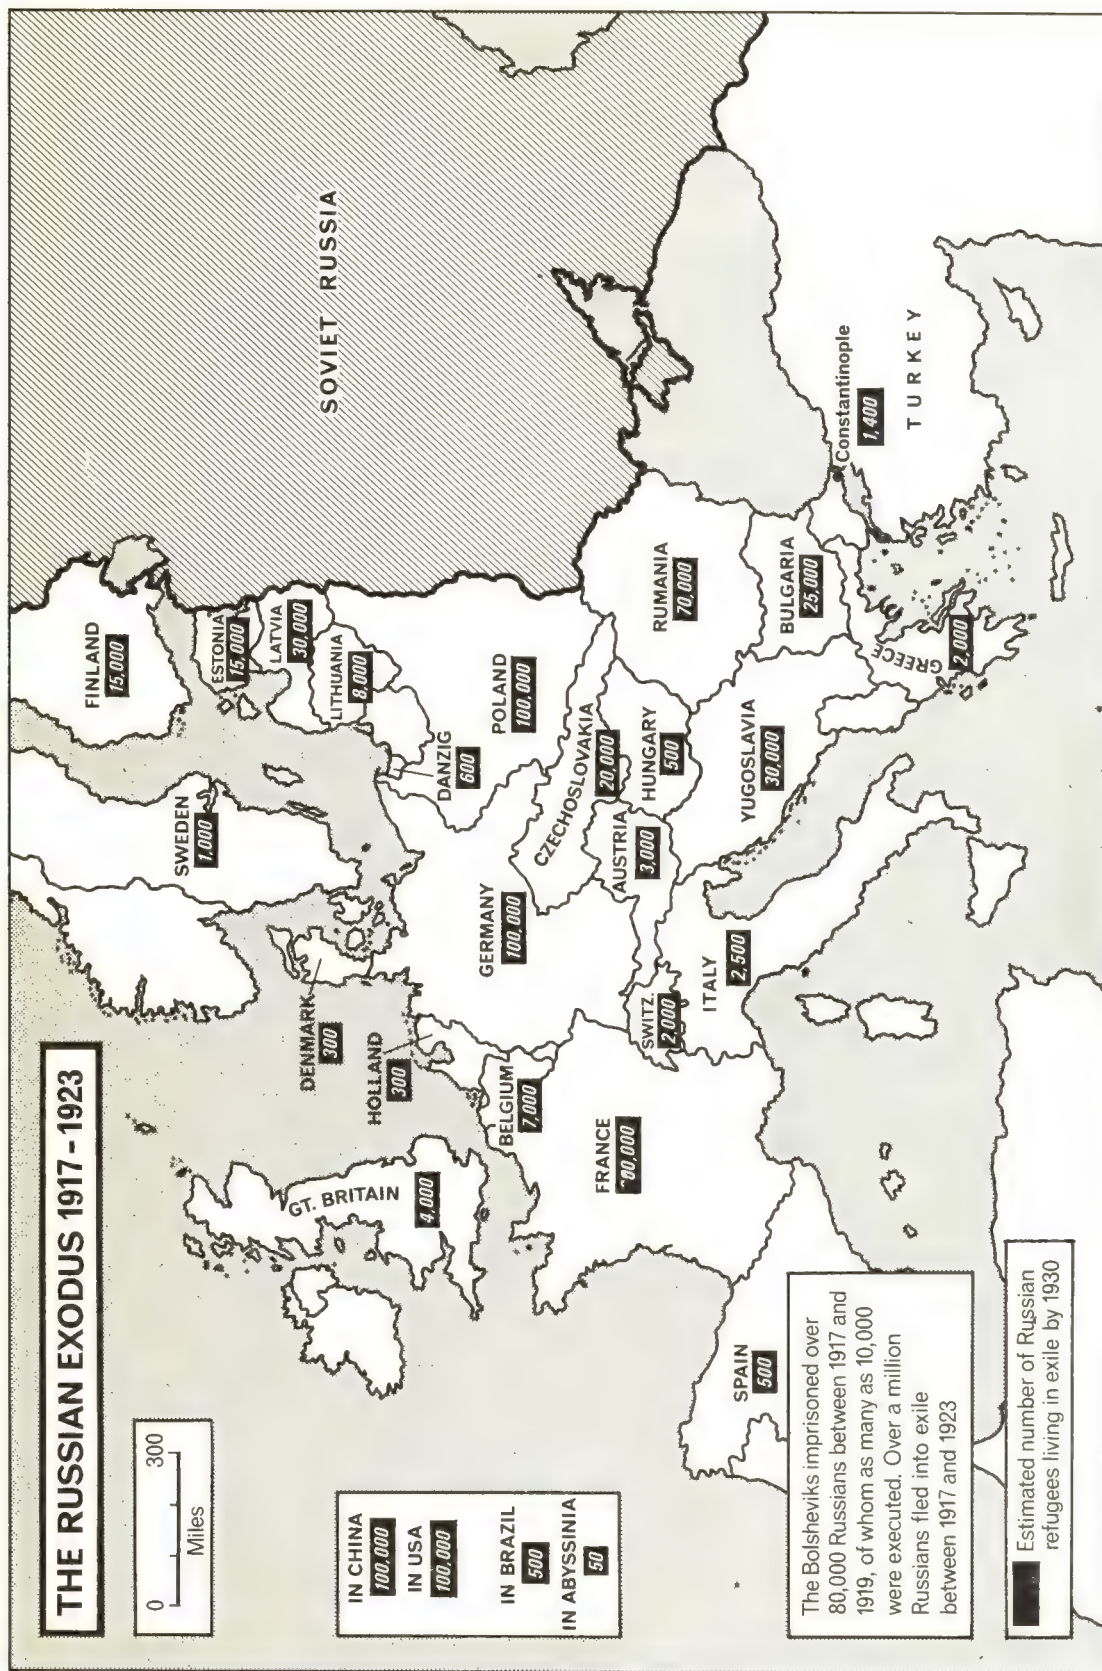 THE RUSSIAN EXODUS 1917-1923
0 300
Miles
IN CHINA
100,000
IN USA
100,000
IN BRAZIL
500
IN ABYSSINIA
50
The Bolsheviks imprisoned over
80,000 Russians between 1917 and
1919, of whom as many as 10,000
were executed. Over a million
Russians fled into exile
between 1917 and 1923
Estimated number of Russian
refugees living in exile by 1930
SOVIET RUSSIA
FINLAND
15,000
SWEDEN
1,000
ESTONIA
15,000
LATVIA
30,000
LITHUANIA
8,000
DENMARK
300
HOLLAND
300
GT. BRITAIN
4,000
DANZIG
600
POLAND
100,000
GERMANY
100,000
BELGIUM
7,000
CZECHOSLOVAKIA
20,000
FRANCE
AUSTRIA
3,000
HUNGARY
500
SWITZ.
2,000
RUMANIA
70,000
ITALY
2,500
YUGOSLAVIA
30,000
BULGARIA
25,000
SPAIN
500
Constantinople
1,400
GREECE
2,000
TURKEY